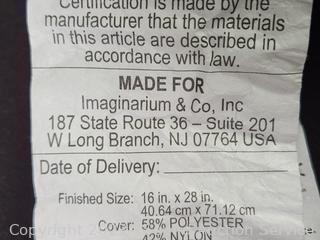 Certification is made by the
manufacturer that the materials
in this article are described in
accordance with law.
MADE FOR
Imaginarium & Co, Inc
187 State Route 36 – Suite 201
W Long Branch, NJ 07764 USA
Date of Delivery:
Finished Size: 16 in. x 28 in.
40.64 cm x 71.12 cm
Cover: 58% POLYESTER
42% NYLON